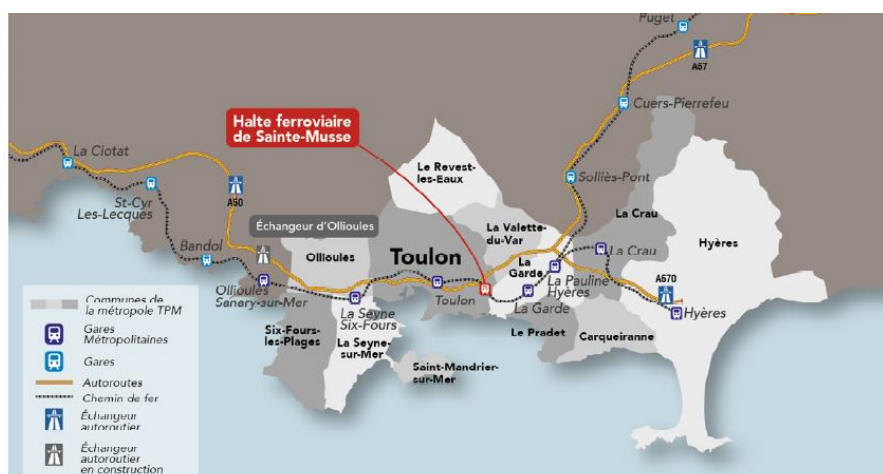 Puget
A57
Cuers-Pierrefeu
Halte ferroviaire
de Sainte-Musse
La Ciotat
Le Revest-
les-Eaux
Solliès-Pont
St-Cyr
Les-Lecques
A50
La Crau
Échangeur d'Ollioules
La Valette-
du-Var
Hyères
Bandol
Ollioules
Toulon
La Crau
La
Garde
La Pauline
Hyères
A570
Ollioules
Sanary-sur-Mer
Toulon
La Garde
Hyères
La Seyne
Six-Fours
Six-Fours-
les-Plages
La Seyne-
sur-Mer
Le Pradet
Carqueiranne
Saint-Mandrier-
sur-Mer
Communes de
la métropole TPM
Gares
Métropolitaines
Gares
Autoroutes
Chemin de fer
Échangeur
autoroutier
Échangeur
autoroutier
en construction